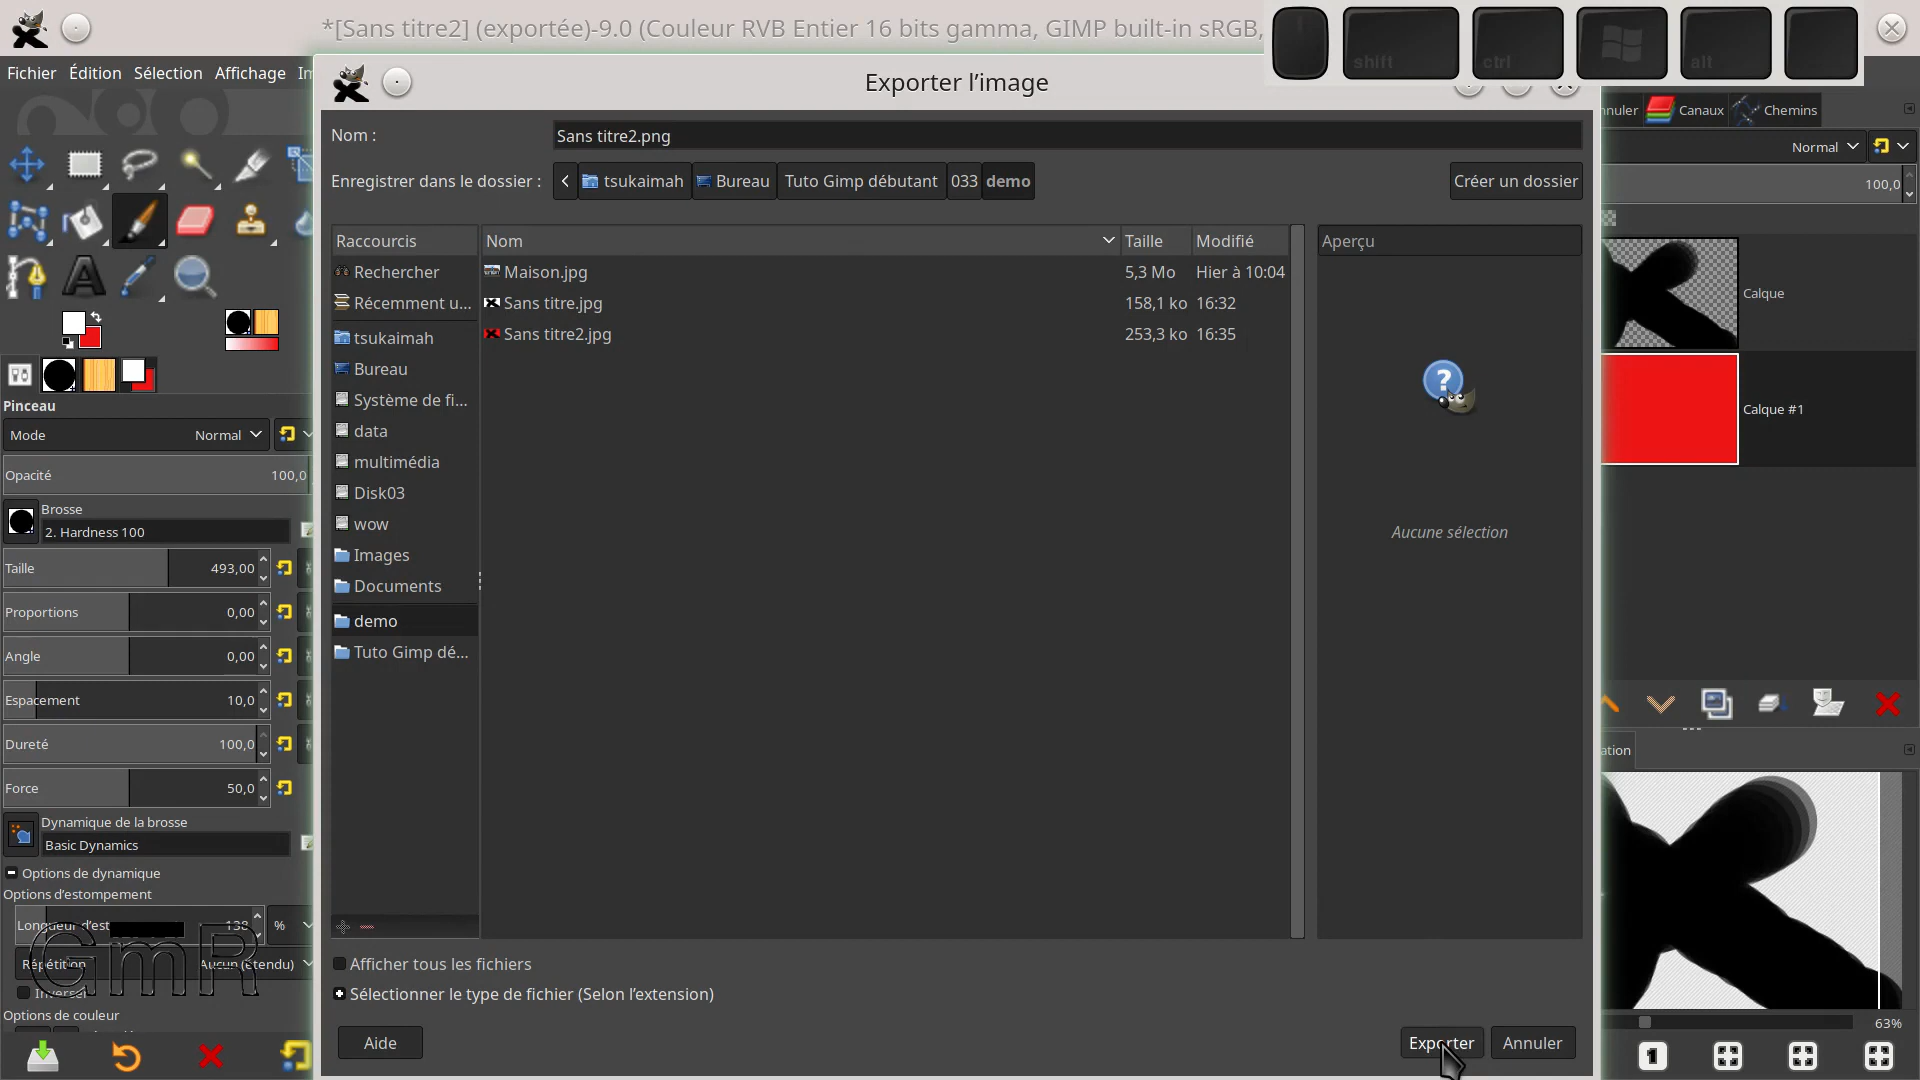 *[Sans titre2] (exportée)-9.0 (Couleur RVB Entier 16 bits gamma, GIMP built-in sRGB,
shift
ctrl
alt
Fichier Édition Sélection Affichage
Exporter l'image
Nom :
Sans titre2.png
Enregistrer dans le dossier :
tsukaimah
Bureau
Tuto Gimp débutant
033
demo
Créer un dossier
Raccourcis
Rechercher
Récemment u...
tsukaimah
Bureau
Système de fi...
data
multimédia
Disk03
wow
Images
Documents
demo
Tuto Gimp dé...
Nom Taille Modifié
Maison.jpg 5,3 Mo Hier à 10:04
Sans titre.jpg 158,1 ko 16:32
Sans titre2.jpg 253,3 ko 16:35
Aperçu
Aucune sélection
Afficher tous les fichiers
Sélectionner le type de fichier (Selon l'extension)
Aide
Exporter
Annuler
Pinceau
Mode Normal
Opacité 100,0
Brosse
2. Hardness 100
Taille 493,00
Proportions 0,00
Angle 0,00
Espacement 10,0
Dureté 100,0
Force 50,0
Dynamique de la brosse
Basic Dynamics
Options de dynamique
Options d'estompement
Longueur d'est 138 %
Répétition Aucun (étendu)
Inverser
GmR
Options de couleur
nuler Canaux Chemins
Normal
100,0
Calque
Calque #1
ation
63%
1